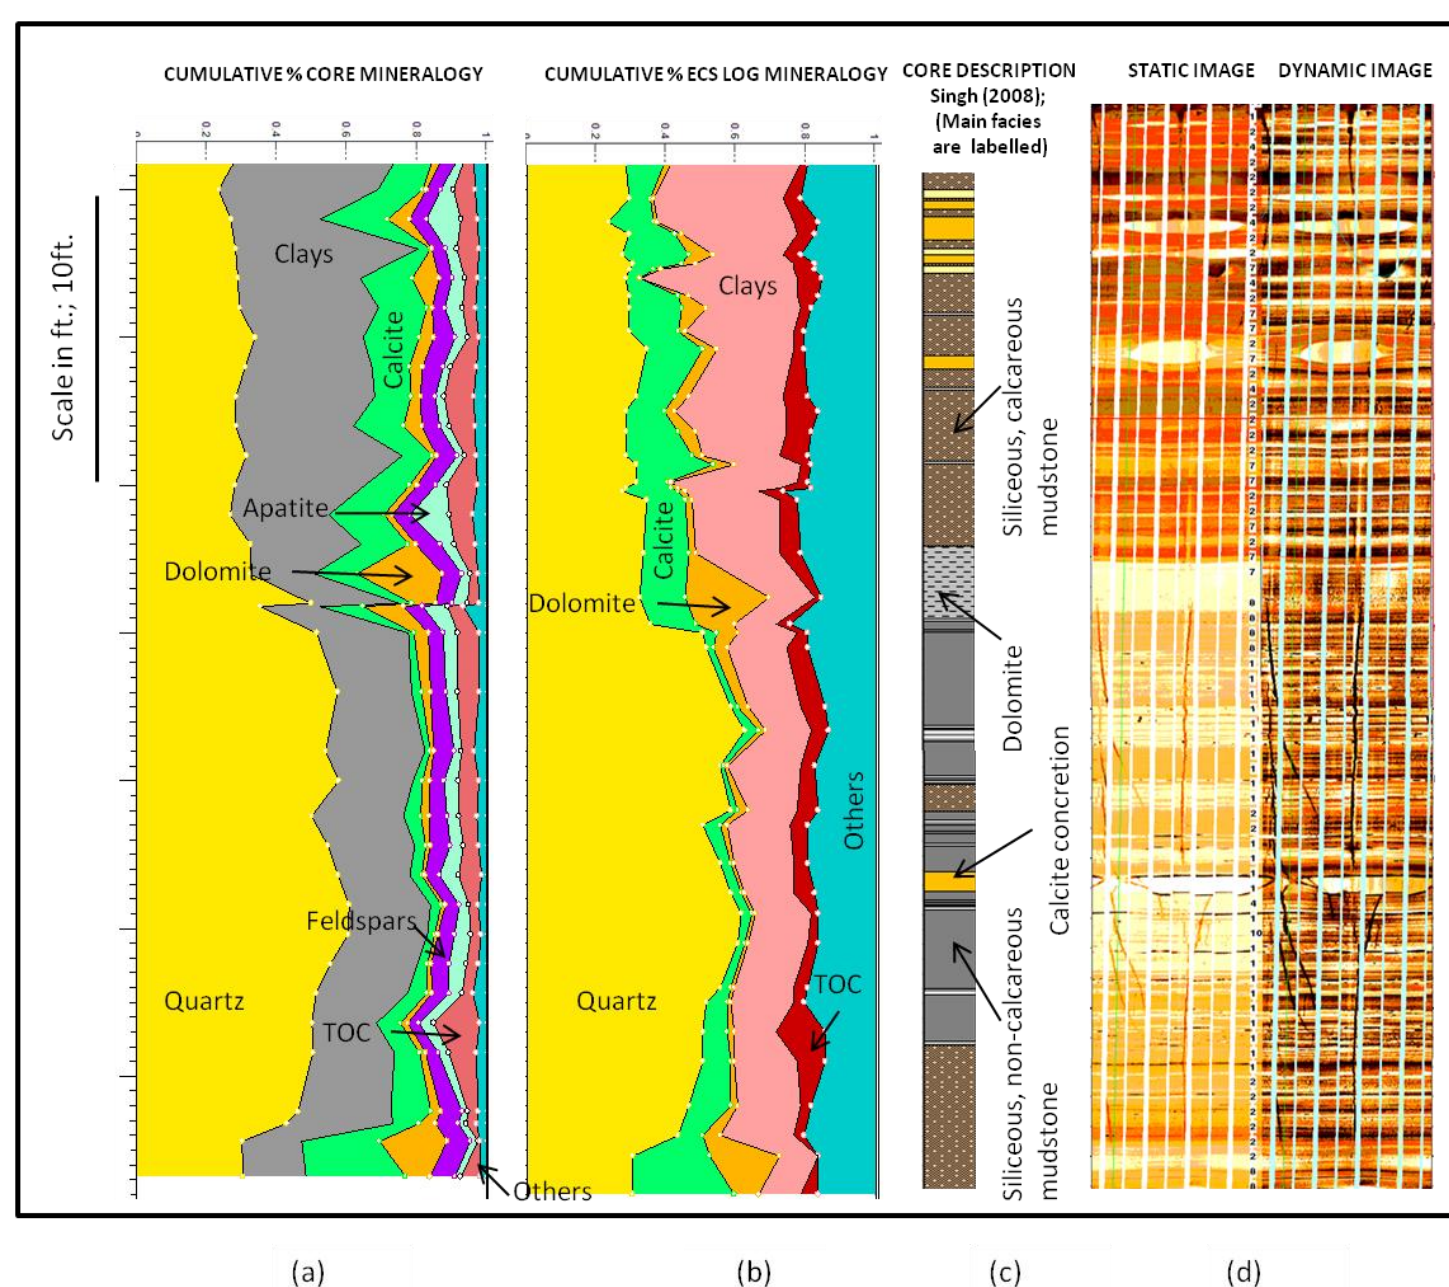 CUMULATIVE % CORE MINERALOGY
CUMULATIVE % ECS LOG MINERALOGY
CORE DESCRIPTION
Singh (2008);
(Main facies
are labelled)
STATIC IMAGE
DYNAMIC IMAGE
0 0.2 0.4 0.6 0.8 1
0 0.2 0.4 0.6 0.8 1
Scale in ft.; 10ft.
Clays
Calcite
Apatite
Dolomite
Feldspars
Quartz
TOC
Others
Clays
Calcite
Dolomite
Others
Quartz
TOC
Siliceous, calcareous
mudstone
Dolomite
Calcite concretion
Siliceous, non-calcareous
mudstone
(a)
(b)
(c)
(d)